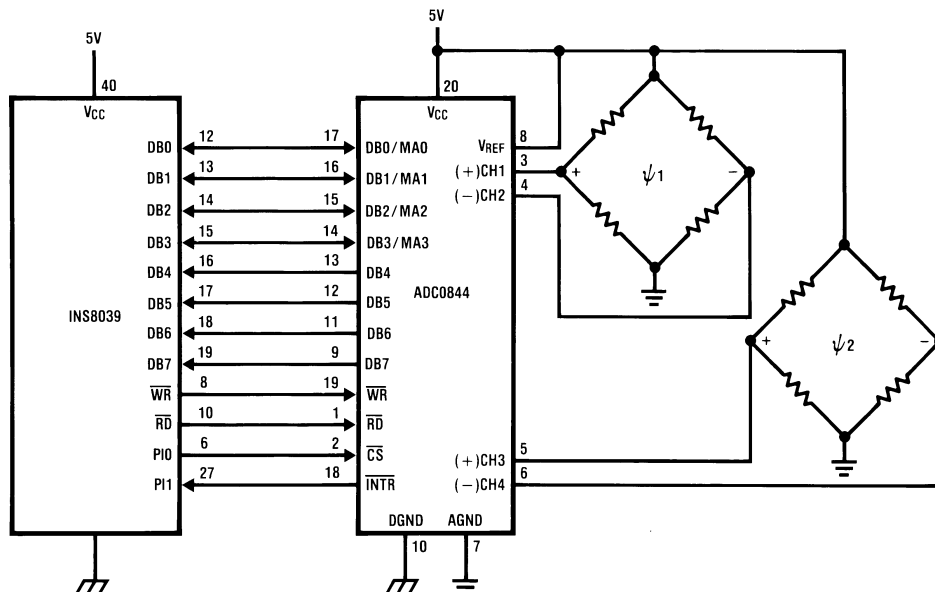 5V
5V
40
20
VCC
VCC
DB0 12 17 DB0/MA0
VREF 8
DB1 13 16 DB1/MA1
(+)CH1 3
DB2 14 15 DB2/MA2
(-)CH2 4
+ ψ1 -
DB3 15 14 DB3/MA3
DB4 16 13 DB4
INS8039
ADC0844
DB5 17 12 DB5
DB6 18 11 DB6
+ ψ2 -
DB7 19 9 DB7
WR 8 19 WR
RD 10 1 RD
PI0 6 2 CS
(+)CH3 5
PI1 27 18 INTR
(-)CH4 6
DGND AGND
10 7